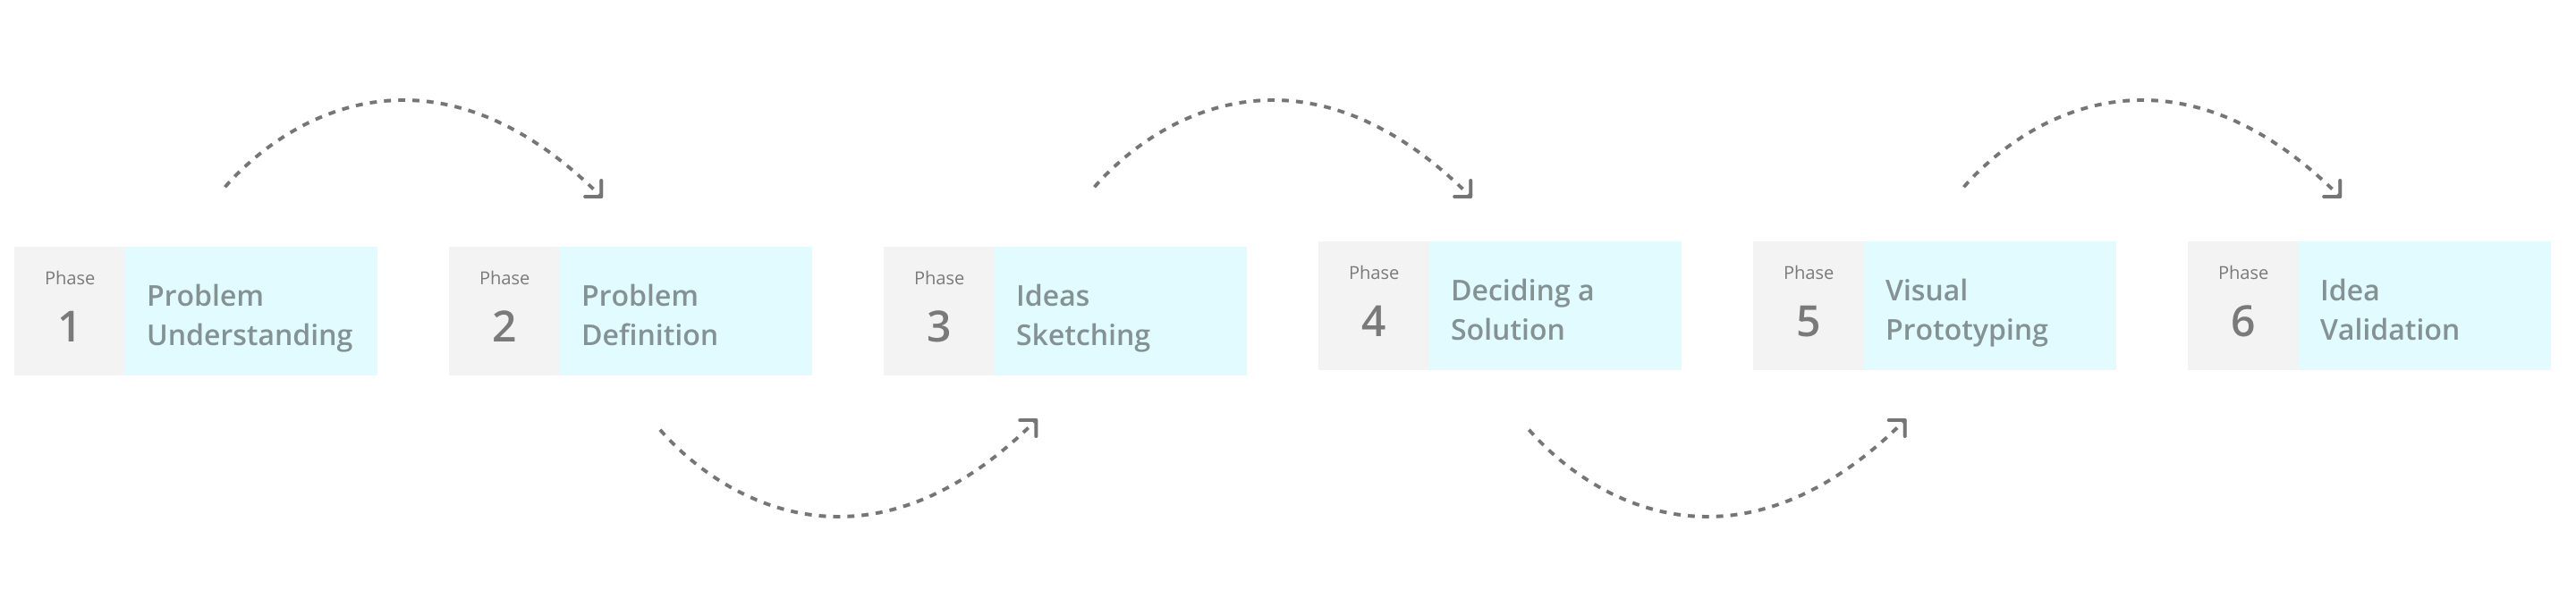 Phase
1
Problem
Understanding
Phase
2
Problem
Definition
Phase
3
Ideas
Sketching
Phase
4
Deciding a
Solution
Phase
5
Visual
Prototyping
Phase
6
Idea
Validation